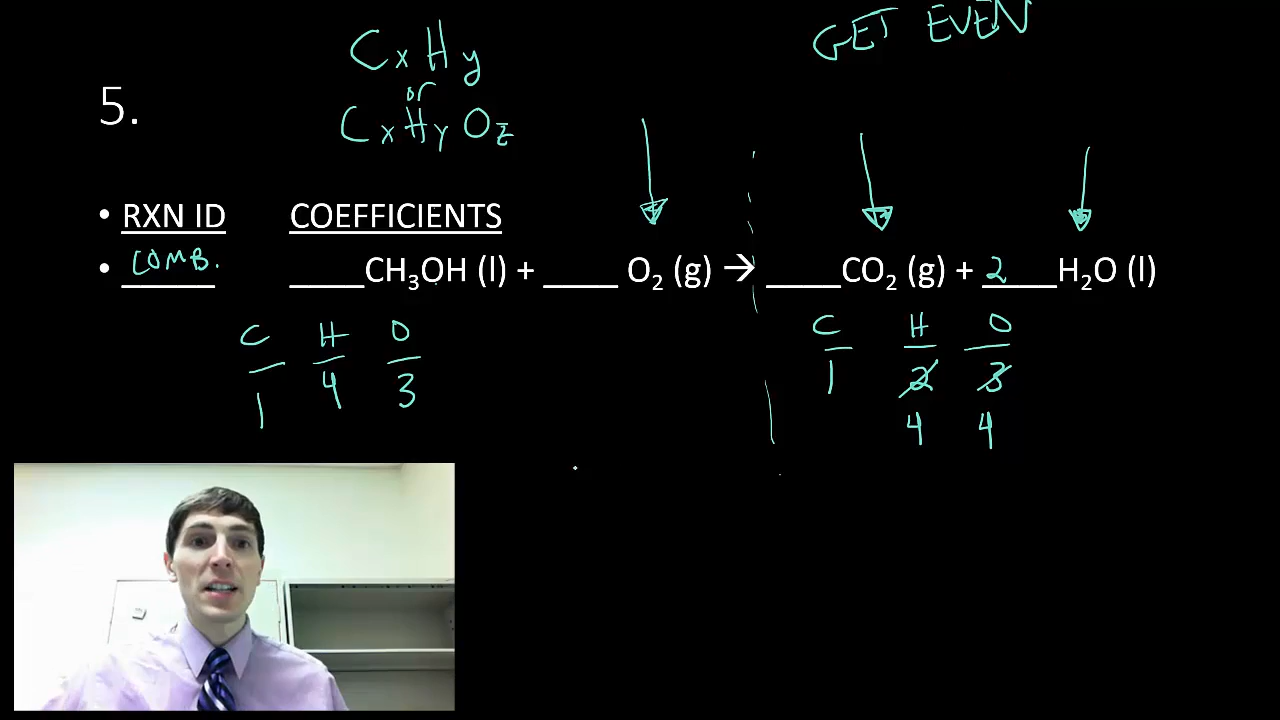 GET EVEN
CxHy
or
5.
CxHyOz
• RXN ID COEFFICIENTS
• COMB. _____CH₃OH (l) + _____ O₂ (g) → _____CO₂ (g) + 2_____H₂O (l)
C H O C H O
1 4 3 1 2 3
4 4